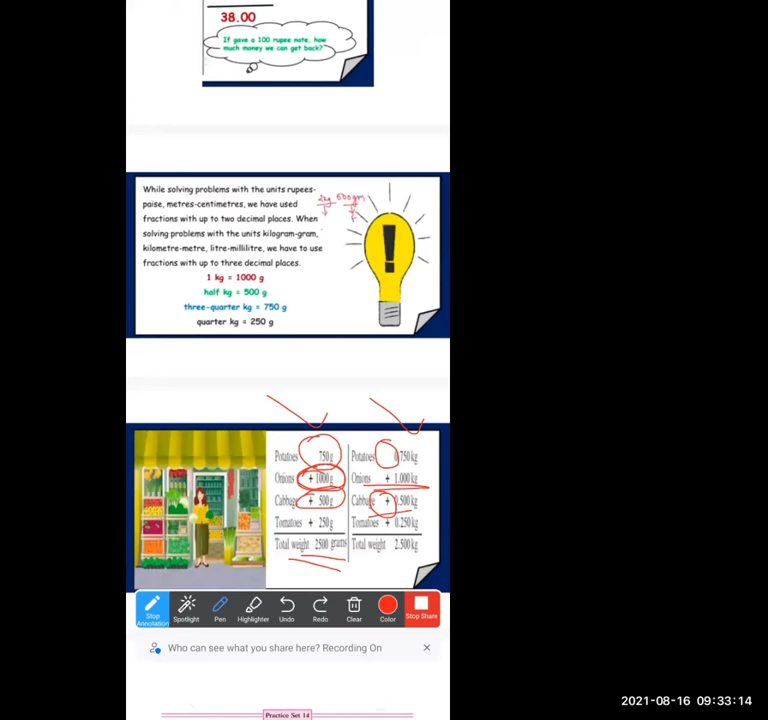 38.00
If gave a 100 rupee note, how
much money we can get back?
While solving problems with the units rupees-
paise, metres-centimetres, we have used
fractions with up to two decimal places. When
solving problems with the units kilogram-gram,
kilometre-metre, litre-millilitre, we have to use
fractions with up to three decimal places.
2kg 500gm
1 kg = 1000 g
half kg = 500 g
three-quarter kg = 750 g
quarter kg = 250 g
Potatoes 750 g
Onions + 1000 g
Cabbage + 500 g
Tomatoes + 250 g
Total weight 2500 grams
Potatoes 0.750 kg
Onions + 1.000 kg
Cabbage + 0.500 kg
Tomatoes + 0.250 kg
Total weight 2.500 kg
Stop
Annotation
Spotlight
Pen
Highlighter
Undo
Redo
Clear
Color
Stop Share
Who can see what you share here? Recording On
Practice Set 14
2021-08-16 09:33:14